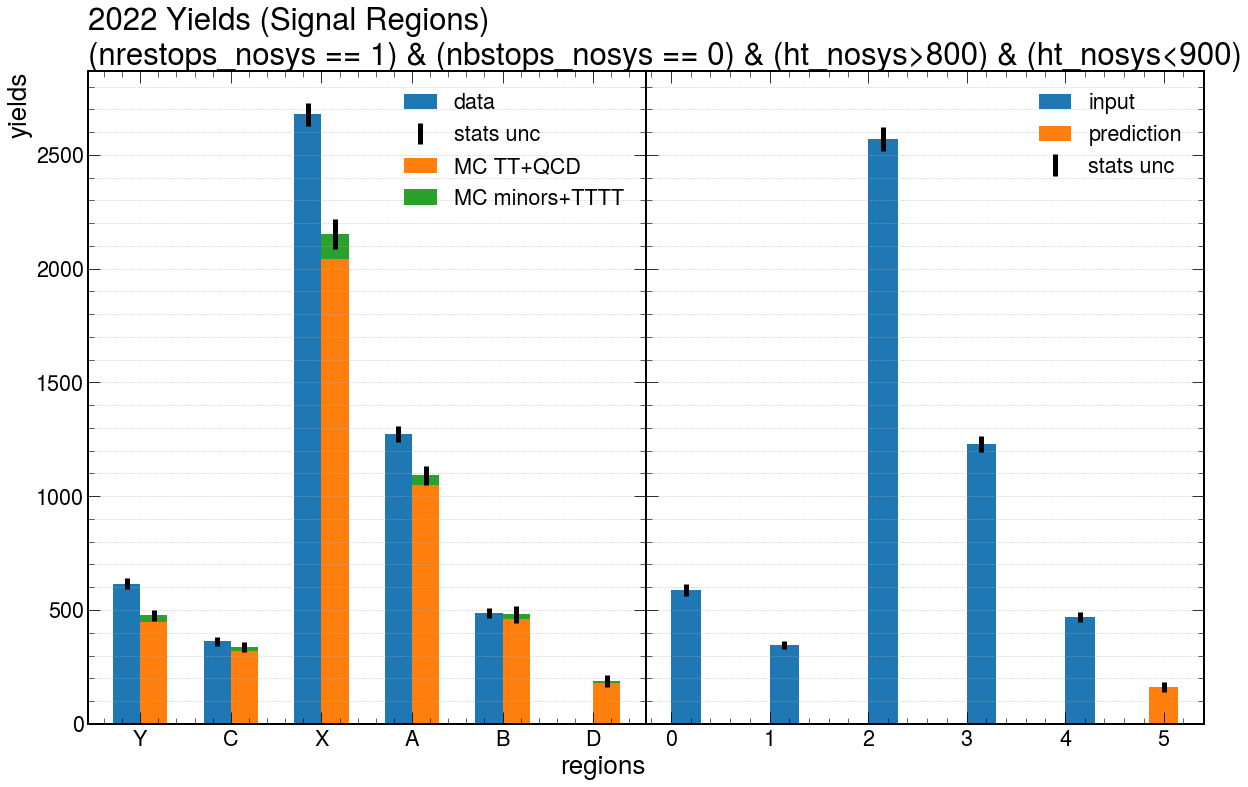 2022 Yields (Signal Regions)
(nrestops_nosys == 1) & (nbstops_nosys == 0) & (ht_nosys>800) & (ht_nosys<900)
yields
data
stats unc
MC TT+QCD
MC minors+TTTT
input
prediction
stats unc
2500
2000
1500
1000
500
0
Y C X A B D
0 1 2 3 4 5
regions